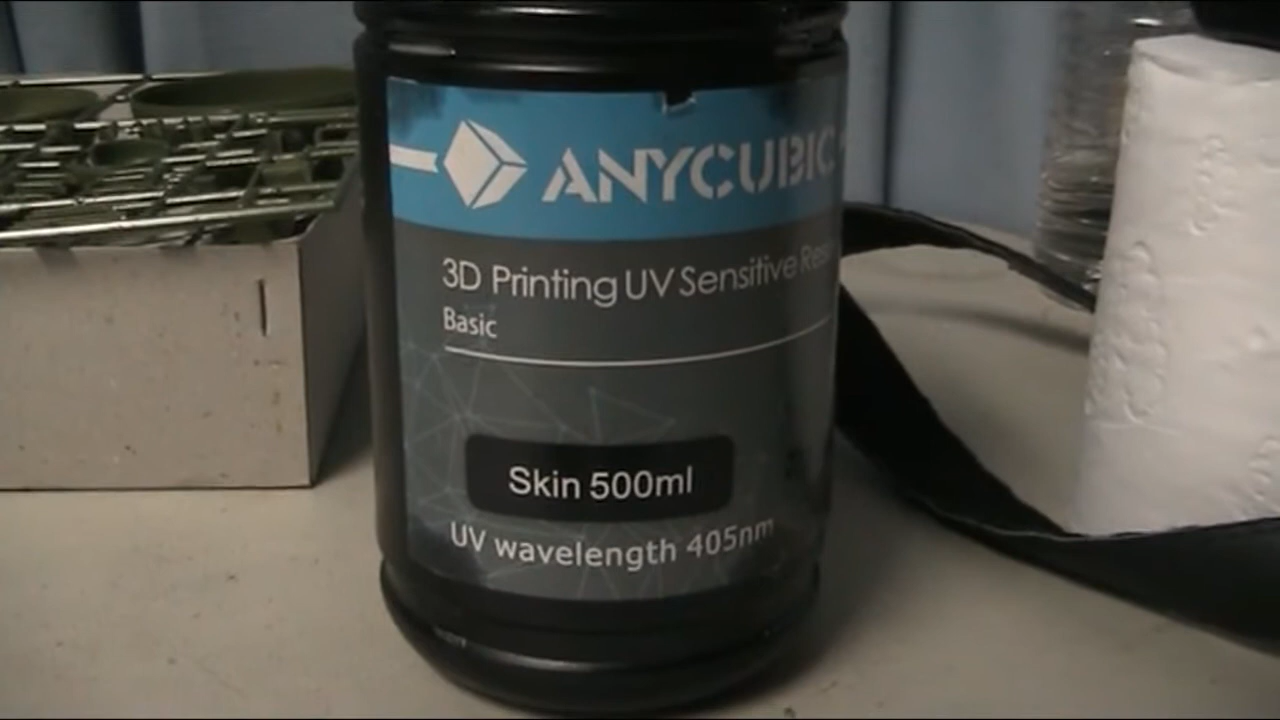 ANYCUBIC
3D Printing UV Sensitive
Basic
Skin 500ml
UV wavelength 405nm